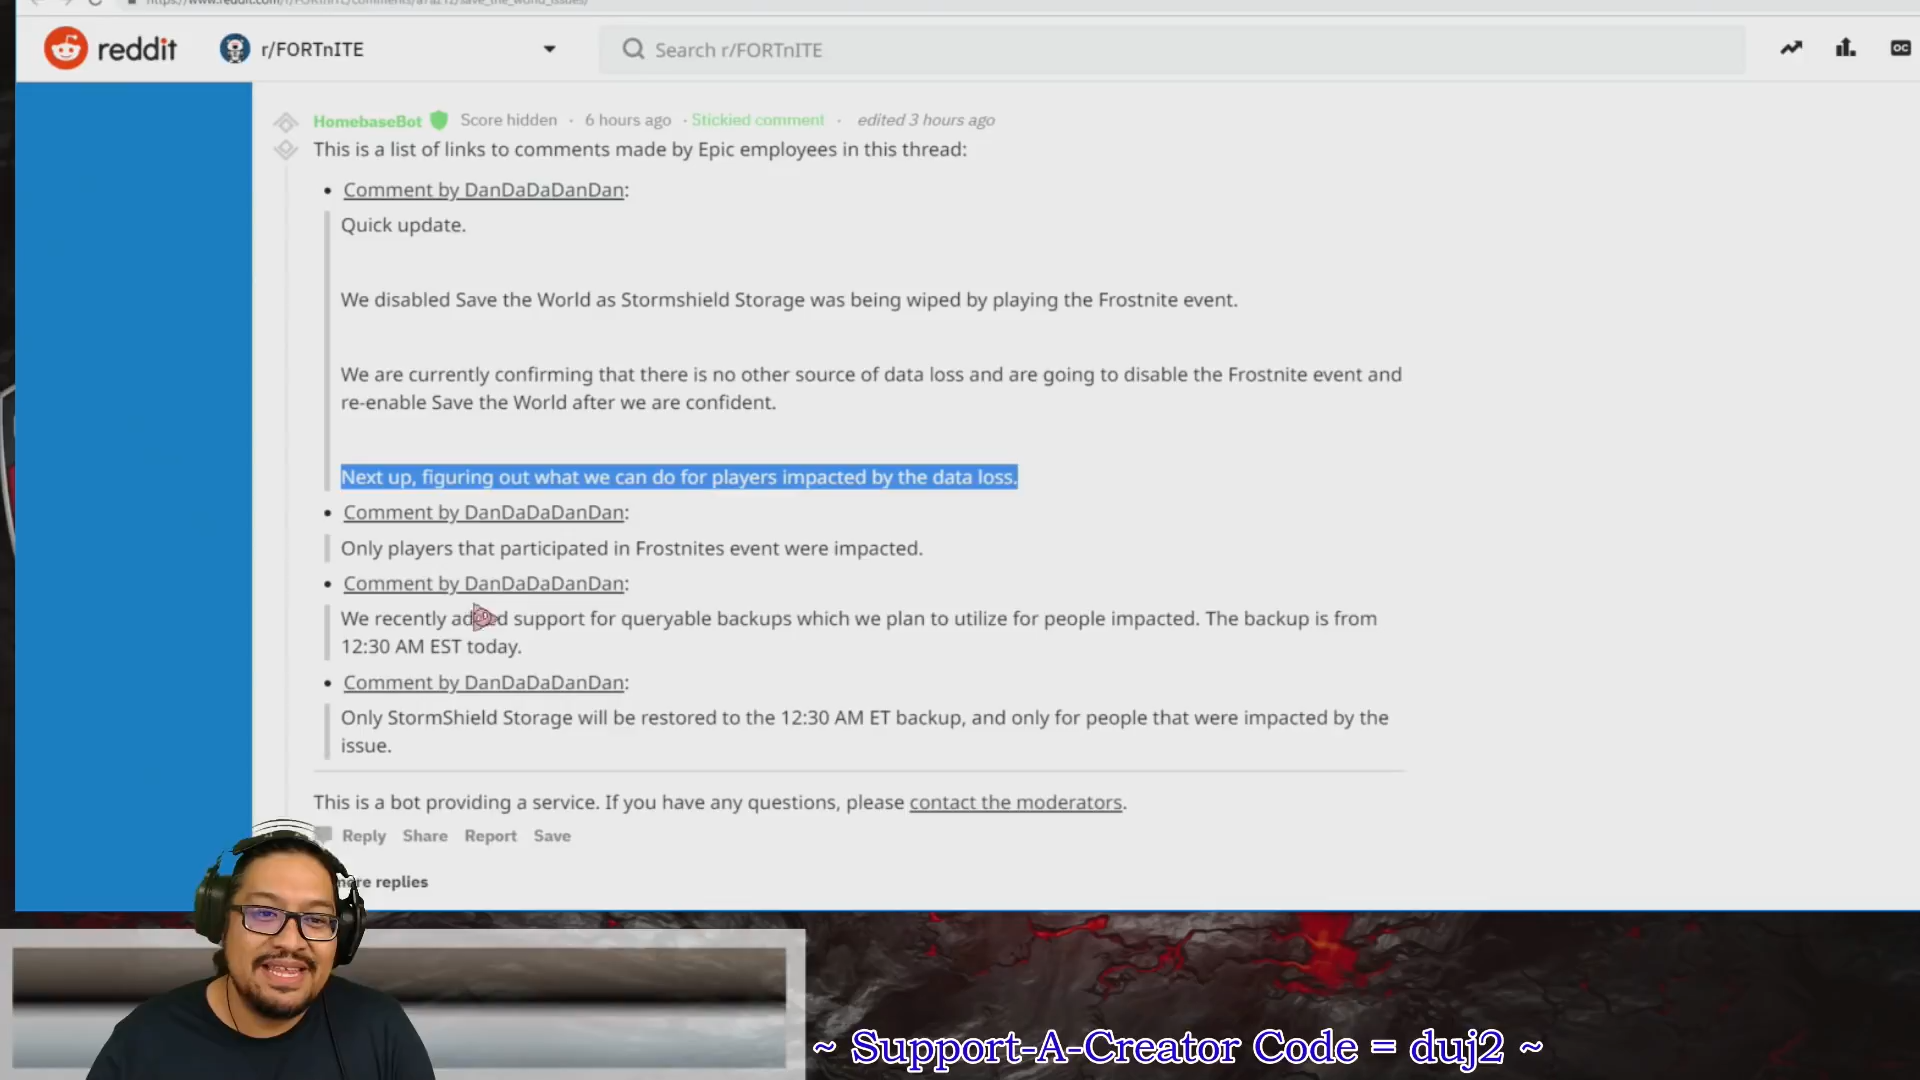 reddit r/FORTnITE Search r/FORTnITE
HomebaseBot Score hidden · 6 hours ago · Stickied comment · edited 3 hours ago
This is a list of links to comments made by Epic employees in this thread:
• Comment by DanDaDaDanDan:
Quick update.
We disabled Save the World as Stormshield Storage was being wiped by playing the Frostnite event.
We are currently confirming that there is no other source of data loss and are going to disable the Frostnite event and
re-enable Save the World after we are confident.
Next up, figuring out what we can do for players impacted by the data loss.
• Comment by DanDaDaDanDan:
Only players that participated in Frostnites event were impacted.
• Comment by DanDaDaDanDan:
We recently added support for queryable backups which we plan to utilize for people impacted. The backup is from
12:30 AM EST today.
• Comment by DanDaDaDanDan:
Only StormShield Storage will be restored to the 12:30 AM ET backup, and only for people that were impacted by the
issue.
This is a bot providing a service. If you have any questions, please contact the moderators.
Reply Share Report Save
more replies
~ Support-A-Creator Code = duj2 ~